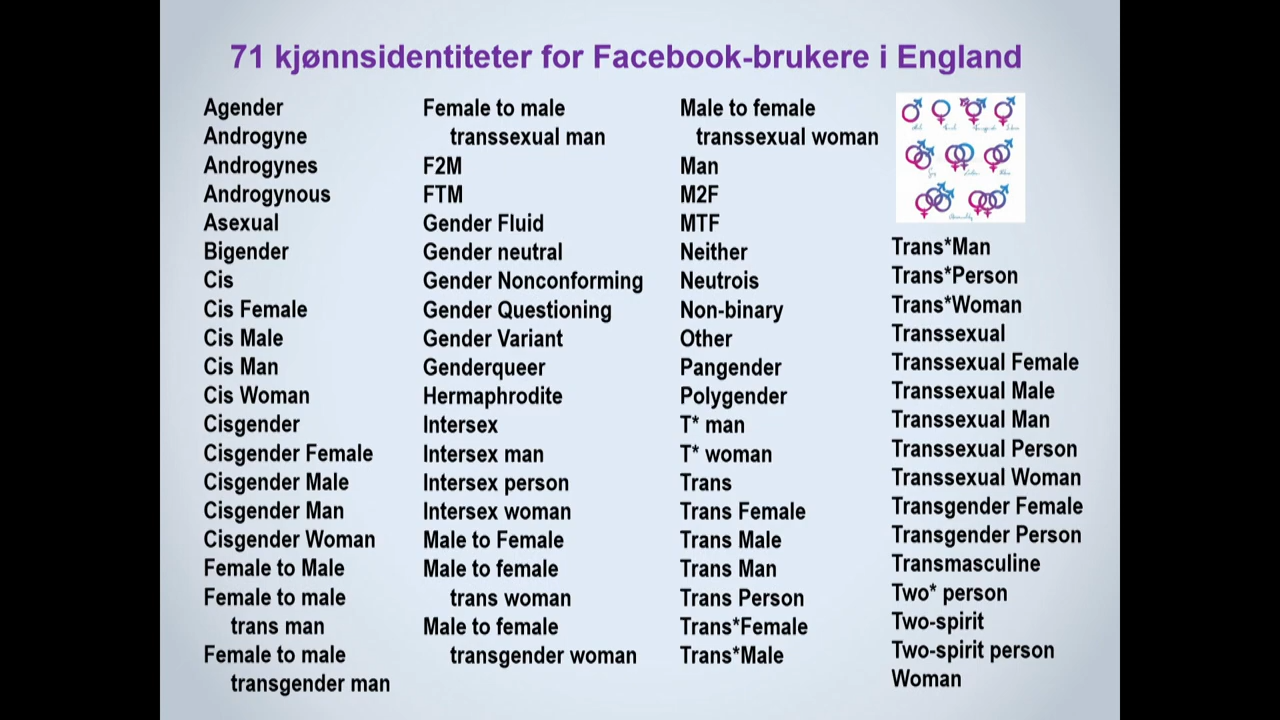 71 kjønnsidentiteter for Facebook-brukere i England
Agender
Androgyne
Androgynes
Androgynous
Asexual
Bigender
Cis
Cis Female
Cis Male
Cis Man
Cis Woman
Cisgender
Cisgender Female
Cisgender Male
Cisgender Man
Cisgender Woman
Female to Male
Female to male
trans man
Female to male
transgender man
Female to male
transsexual man
F2M
FTM
Gender Fluid
Gender neutral
Gender Nonconforming
Gender Questioning
Gender Variant
Genderqueer
Hermaphrodite
Intersex
Intersex man
Intersex person
Intersex woman
Male to Female
Male to female
trans woman
Male to female
transgender woman
Male to female
transsexual woman
Man
M2F
MTF
Neither
Neutrois
Non-binary
Other
Pangender
Polygender
T* man
T* woman
Trans
Trans Female
Trans Male
Trans Man
Trans Person
Trans*Female
Trans*Male
Trans*Man
Trans*Person
Trans*Woman
Transsexual
Transsexual Female
Transsexual Male
Transsexual Man
Transsexual Person
Transsexual Woman
Transgender Female
Transgender Person
Transmasculine
Two* person
Two-spirit
Two-spirit person
Woman